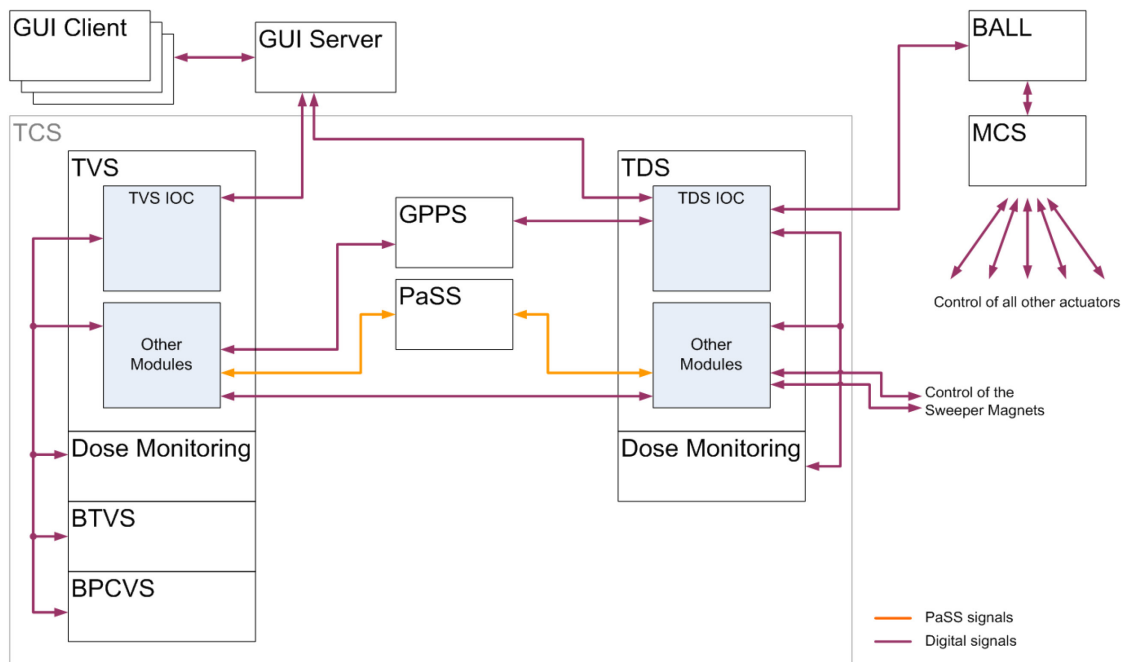 GUI Client
GUI Server
BALL
TCS
MCS
TVS
TDS
TVS IOC
TDS IOC
GPPS
PaSS
Control of all other actuators
Other
Modules
Other
Modules
Control of the
Sweeper Magnets
Dose Monitoring
Dose Monitoring
BTVS
BPCVS
PaSS signals
Digital signals